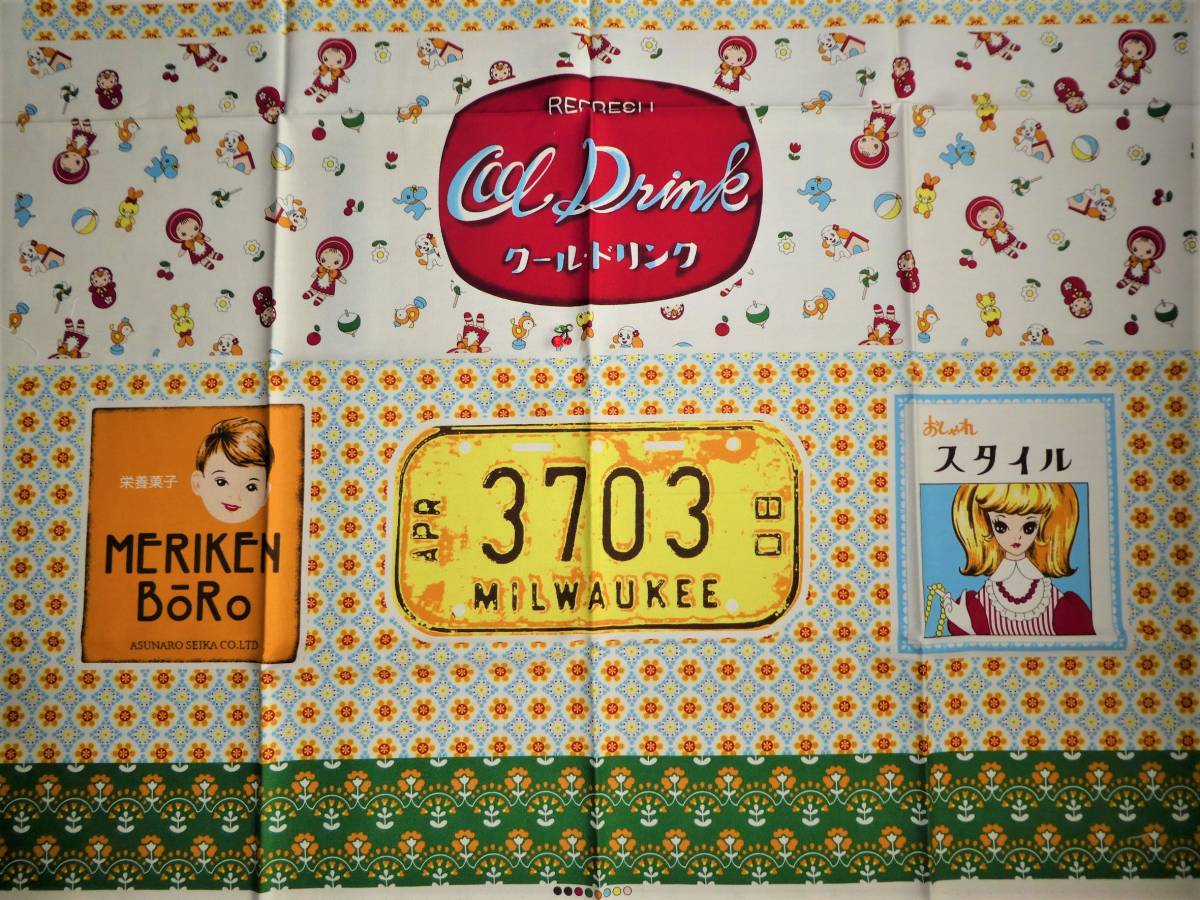 REFRESH
Cool Drink
クール・ドリンク
栄養菓子
MERIKEN
BōRo
ASUNARO SEIKA CO.LTD
APR
3703
MILWAUKEE
おしゃれ
スタイル